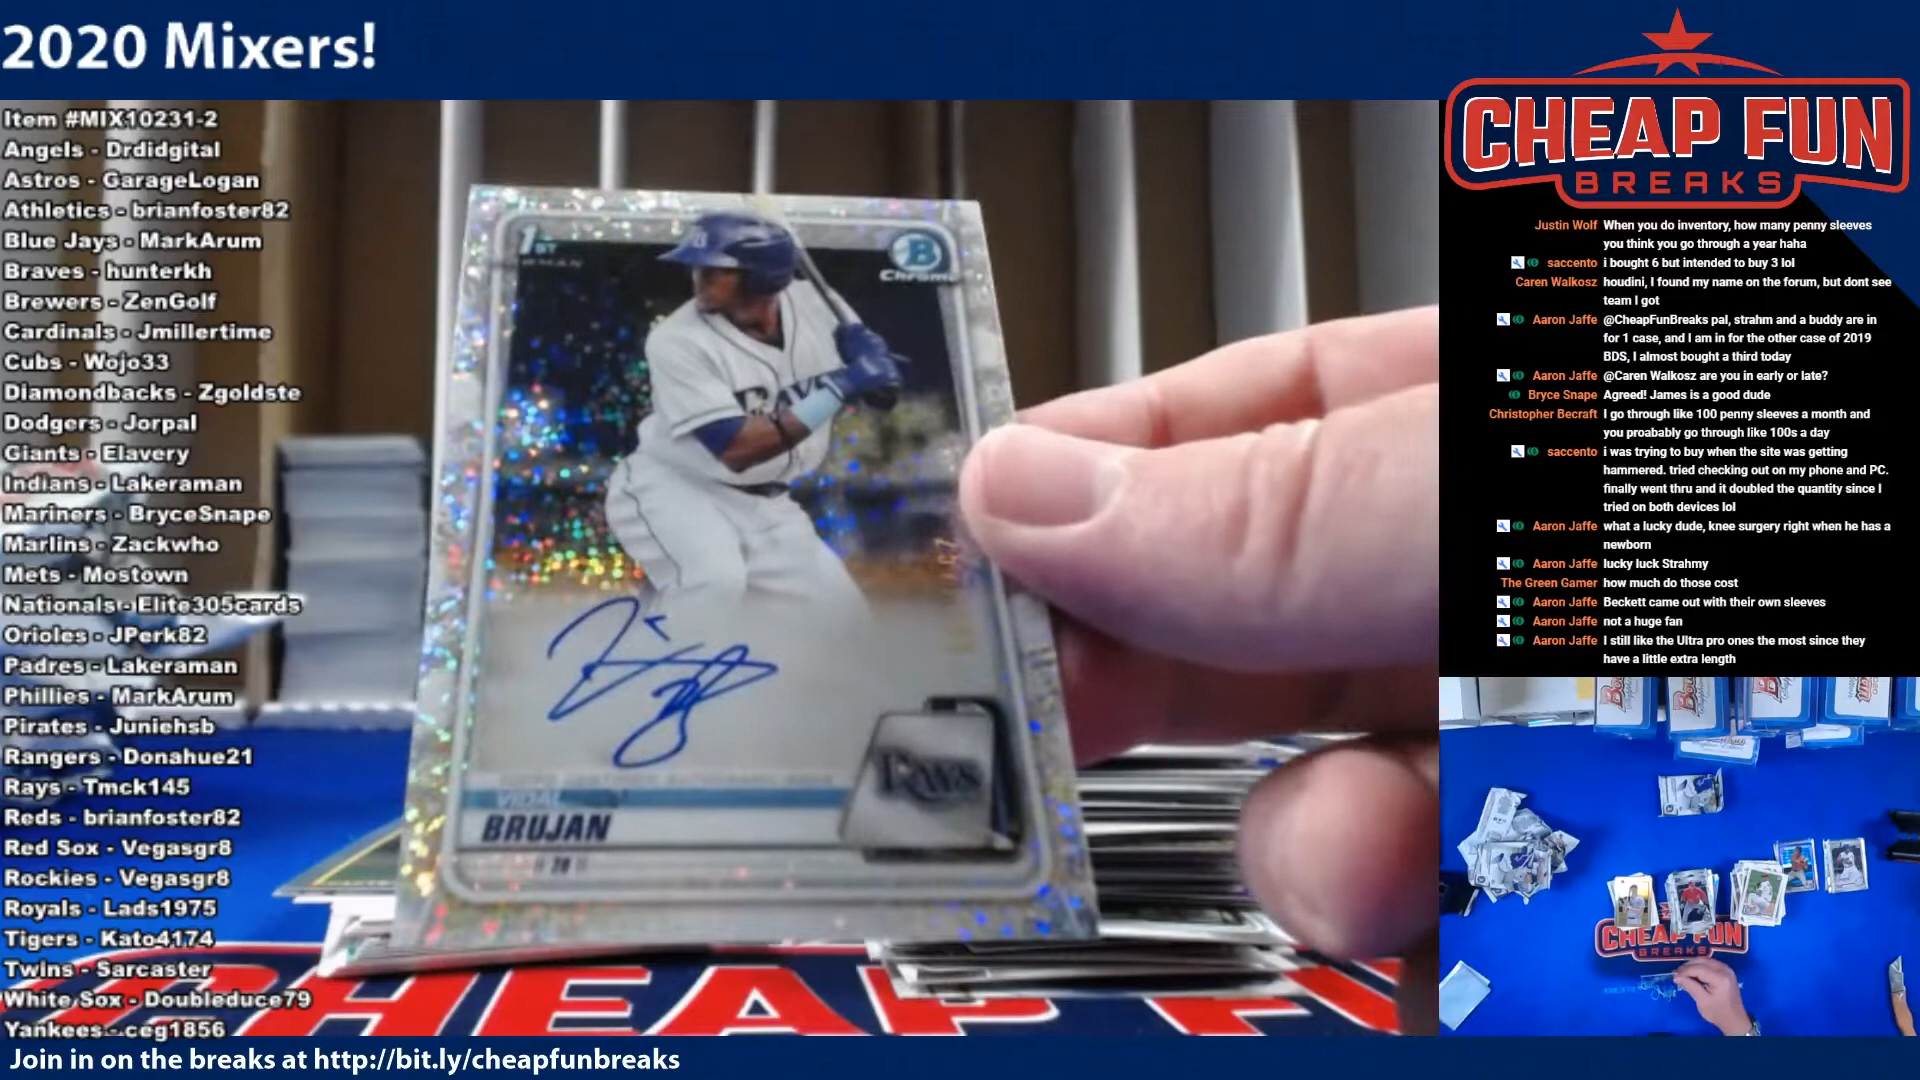 2020 Mixers!
Item #MIX10231-2
Angels - Drdidgital
Astros - GarageLogan
Athletics - brianfoster82
Blue Jays - MarkArum
Braves - hunterkh
Brewers - ZenGolf
Cardinals - Jmillertime
Cubs - Wojo33
Diamondbacks - Zgoldste
Dodgers - Jorpal
Giants - Elavery
Indians - Lakeraman
Mariners - BryceSnape
Marlins - Zackwho
Mets - Mostown
Nationals - Elite305cards
Orioles - JPerk82
Padres - Lakeraman
Phillies - MarkArum
Pirates - Juniehsb
Rangers - Donahue21
Rays - Tmck145
Reds - brianfoster82
Red Sox - Vegasgr8
Rockies - Vegasgr8
Royals - Lads1975
Tigers - Kato4174
Twins - Sarcaster
White Sox - Doubleduce79
Yankees - ceg1856
Join in on the breaks at http://bit.ly/cheapfunbreaks
1ST
B
Chrome
RAYS
Rays
VIDAL
BRUJAN
CHEAP FU
CHEAP FUN
BREAKS
Justin Wolf When you do inventory, how many penny sleeves
you think you go through a year haha
saccento i bought 6 but intended to buy 3 lol
Caren Walkosz houdini, I found my name on the forum, but dont see
team I got
Aaron Jaffe @CheapFunBreaks pal, strahm and a buddy are in
for 1 case, and I am in for the other case of 2019
BDS, I almost bought a third today
Aaron Jaffe @Caren Walkosz are you in early or late?
Bryce Snape Agreed! James is a good dude
Christopher Becraft I go through like 100 penny sleeves a month and
you proabably go through like 100s a day
saccento i was trying to buy when the site was getting
hammered. tried checking out on my phone and PC.
finally went thru and it doubled the quantity since I
tried on both devices lol
Aaron Jaffe what a lucky dude, knee surgery right when he has a
newborn
Aaron Jaffe lucky luck Strahmy
The Green Gamer how much do those cost
Aaron Jaffe Beckett came out with their own sleeves
Aaron Jaffe not a huge fan
Aaron Jaffe I still like the Ultra pro ones the most since they
have a little extra length
CHEAP FUN
BREAKS